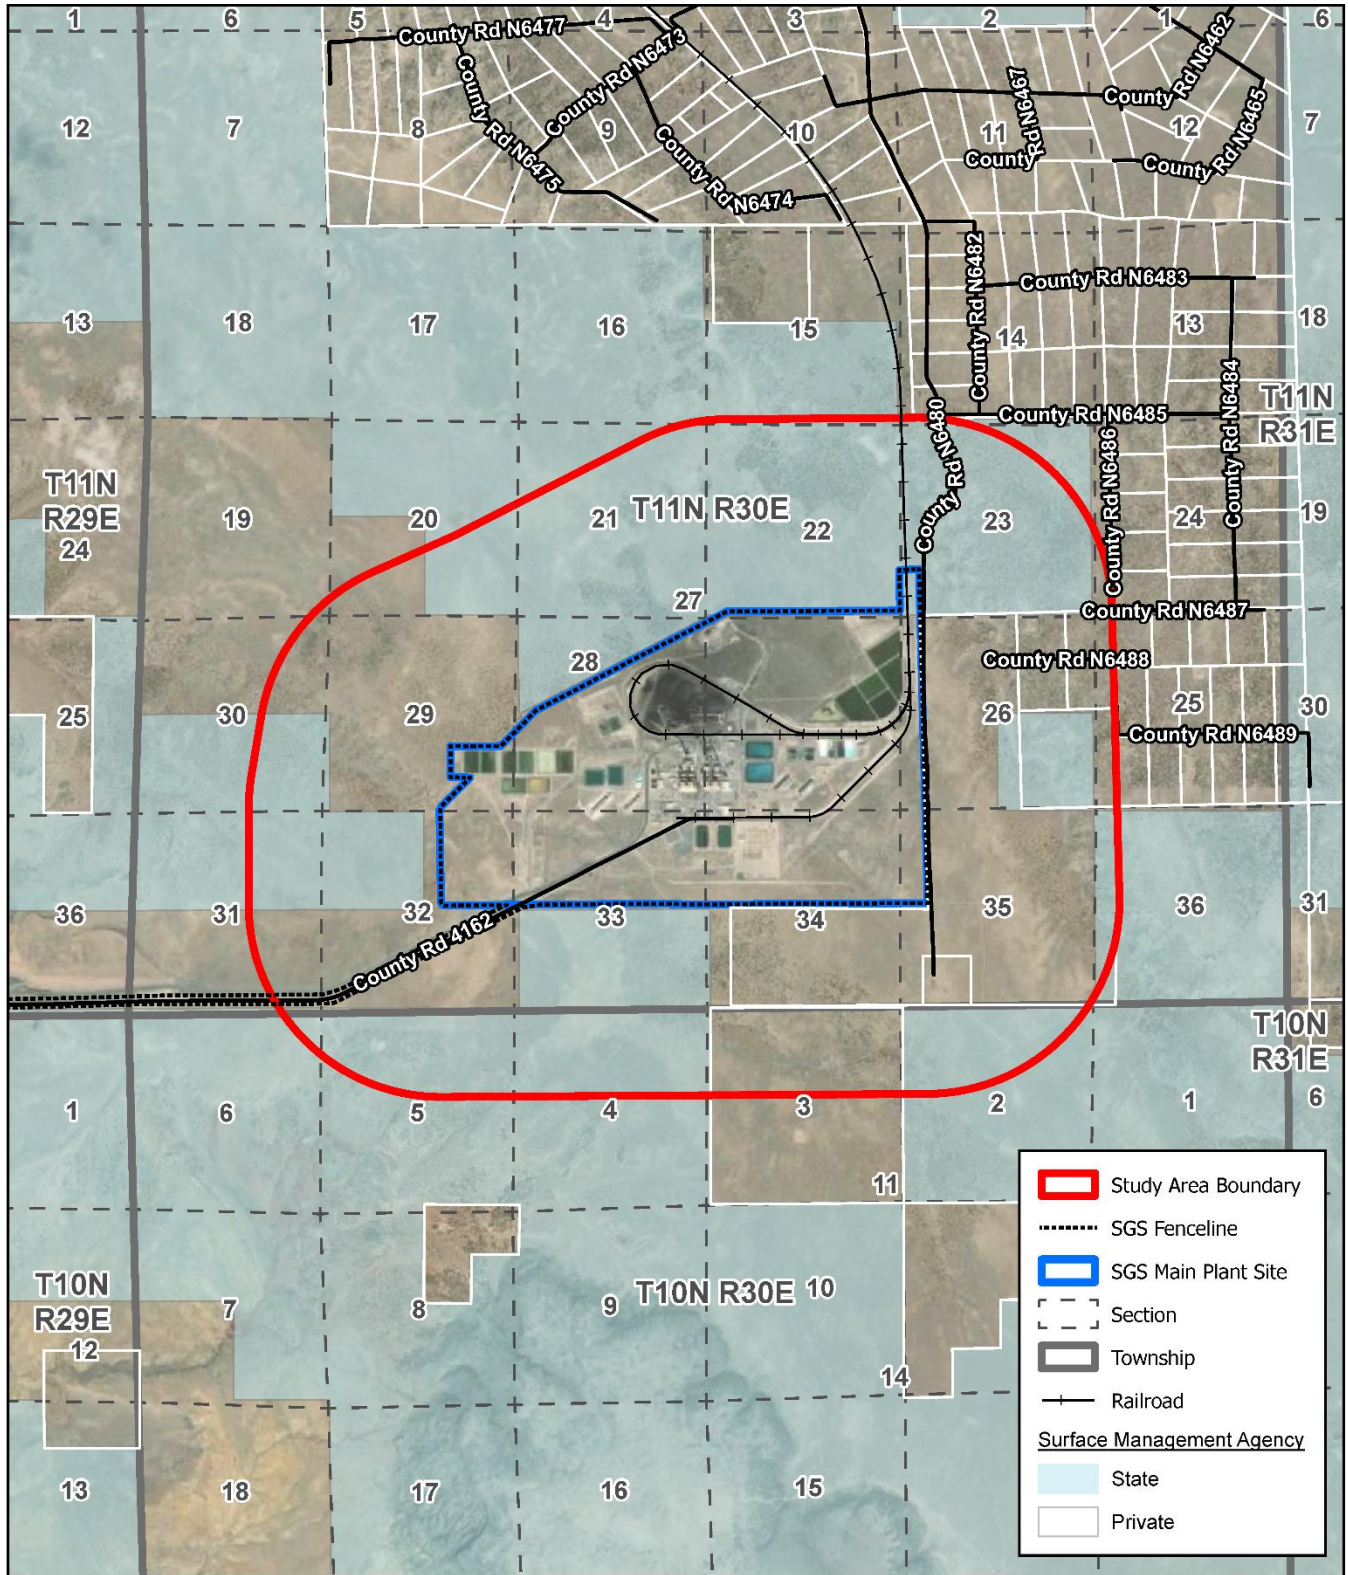 1
6
5
4
3
2
1
6
County Rd N6477
County Rd N6473
County Rd N6462
County Rd N6467
County
Rd N6465
12
7
8
9
10
11
12
7
County Rd N6475
County Rd N6474
County
County
13
18
17
16
15
14
13
18
County Rd N6482
County Rd N6483
County Rd N6484
County Rd N6485
County Rd N6480
County Rd N6486
T11N
R31E
T11N
R29E
24
19
20
21
T11N R30E
22
23
24
19
County Rd N6487
County Rd N6488
County Rd N6489
27
28
25
30
29
26
25
30
36
31
32
33
34
35
36
31
County Rd 4162
T10N
R31E
1
6
5
4
3
2
1
6
11
T10N
R29E
12
7
8
9
T10N R30E
10
14
13
18
17
16
15
Study Area Boundary
SGS Fenceline
SGS Main Plant Site
Section
Township
Railroad
Surface Management Agency
State
Private